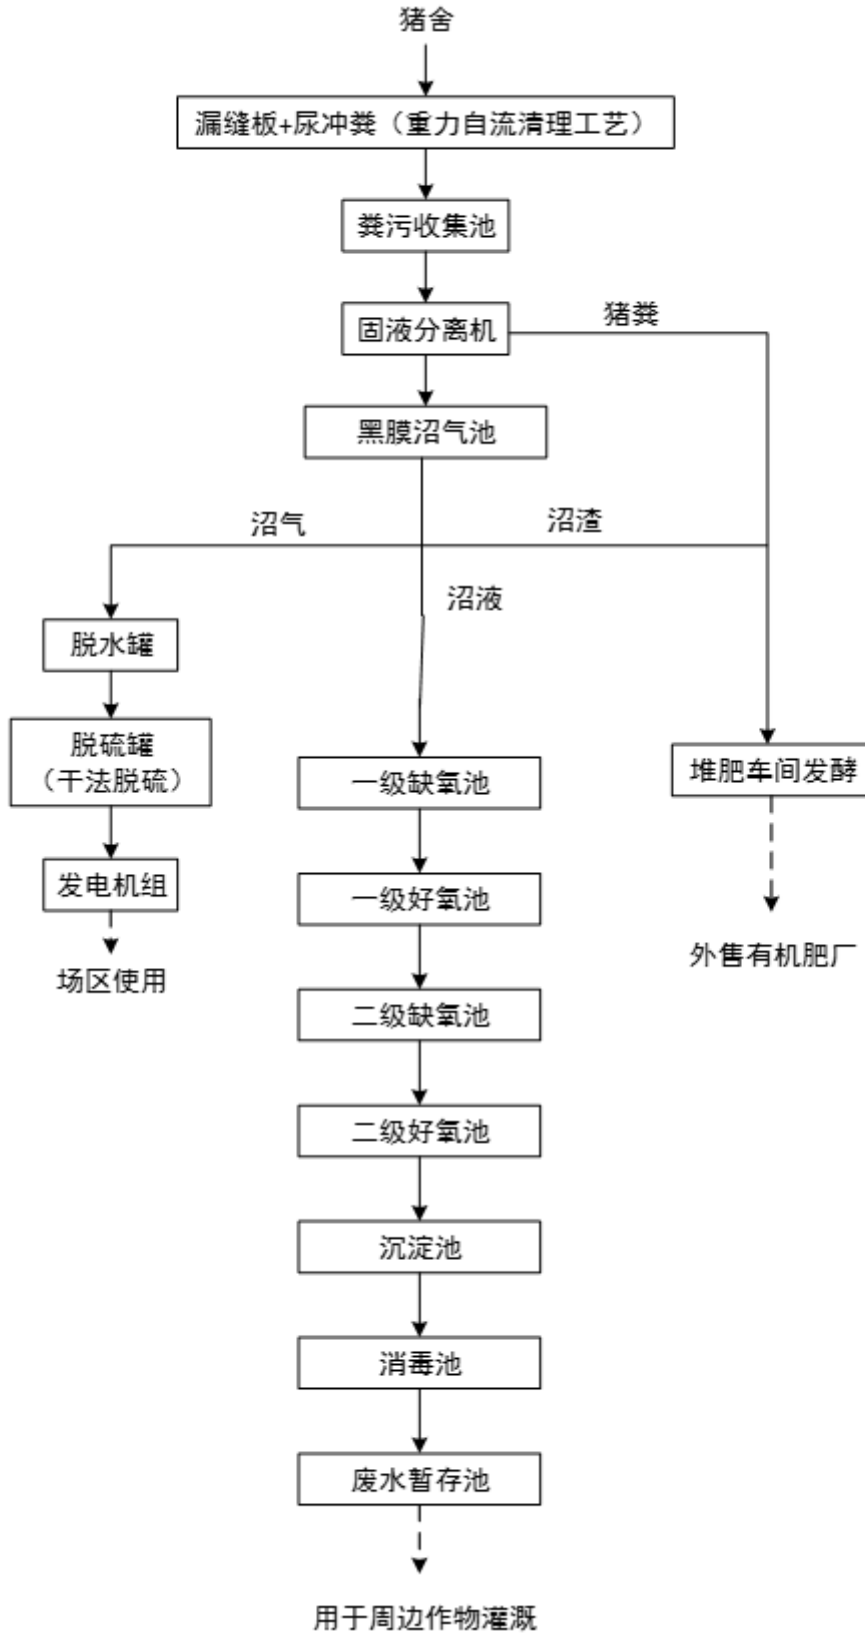 猪舍
漏缝板+尿冲粪（重力自流清理工艺）
粪污收集池
固液分离机
猪粪
黑膜沼气池
沼气
沼渣
沼液
脱水罐
脱硫罐
（干法脱硫）
发电机组
场区使用
一级缺氧池
堆肥车间发酵
外售有机肥厂
一级好氧池
二级缺氧池
二级好氧池
沉淀池
消毒池
废水暂存池
用于周边作物灌溉